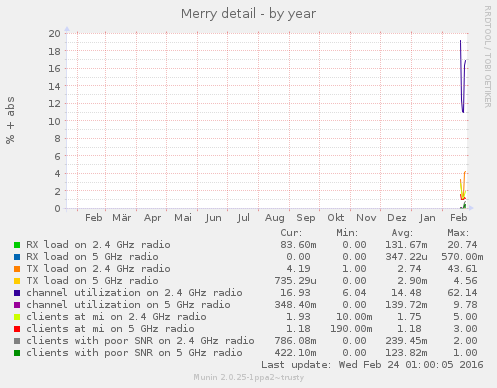 Merry detail - by year
RRDTOOL / TOBI OETIKER
% + abs
20
18
16
14
12
10
8
6
4
2
0
Feb Mär Apr Mai Jun Jul Aug Sep Okt Nov Dez Jan Feb
Cur: Min: Avg: Max:
RX load on 2.4 GHz radio 83.60m 0.00 131.67m 20.74
RX load on 5 GHz radio 0.00 0.00 347.22u 570.00m
TX load on 2.4 GHz radio 4.19 1.00 2.74 43.61
TX load on 5 GHz radio 735.29u 0.00 2.90m 4.56
channel utilization on 2.4 GHz radio 16.93 6.04 14.48 62.14
channel utilization on 5 GHz radio 348.40m 0.00 139.72m 9.78
clients at mi on 2.4 GHz radio 1.93 10.00m 1.75 5.00
clients at mi on 5 GHz radio 1.18 190.00m 1.18 3.00
clients with poor SNR on 2.4 GHz radio 786.08m 0.00 239.45m 2.00
clients with poor SNR on 5 GHz radio 422.10m 0.00 123.82m 1.00
Last update: Wed Feb 24 01:00:05 2016
Munin 2.0.25-1ppa2~trusty